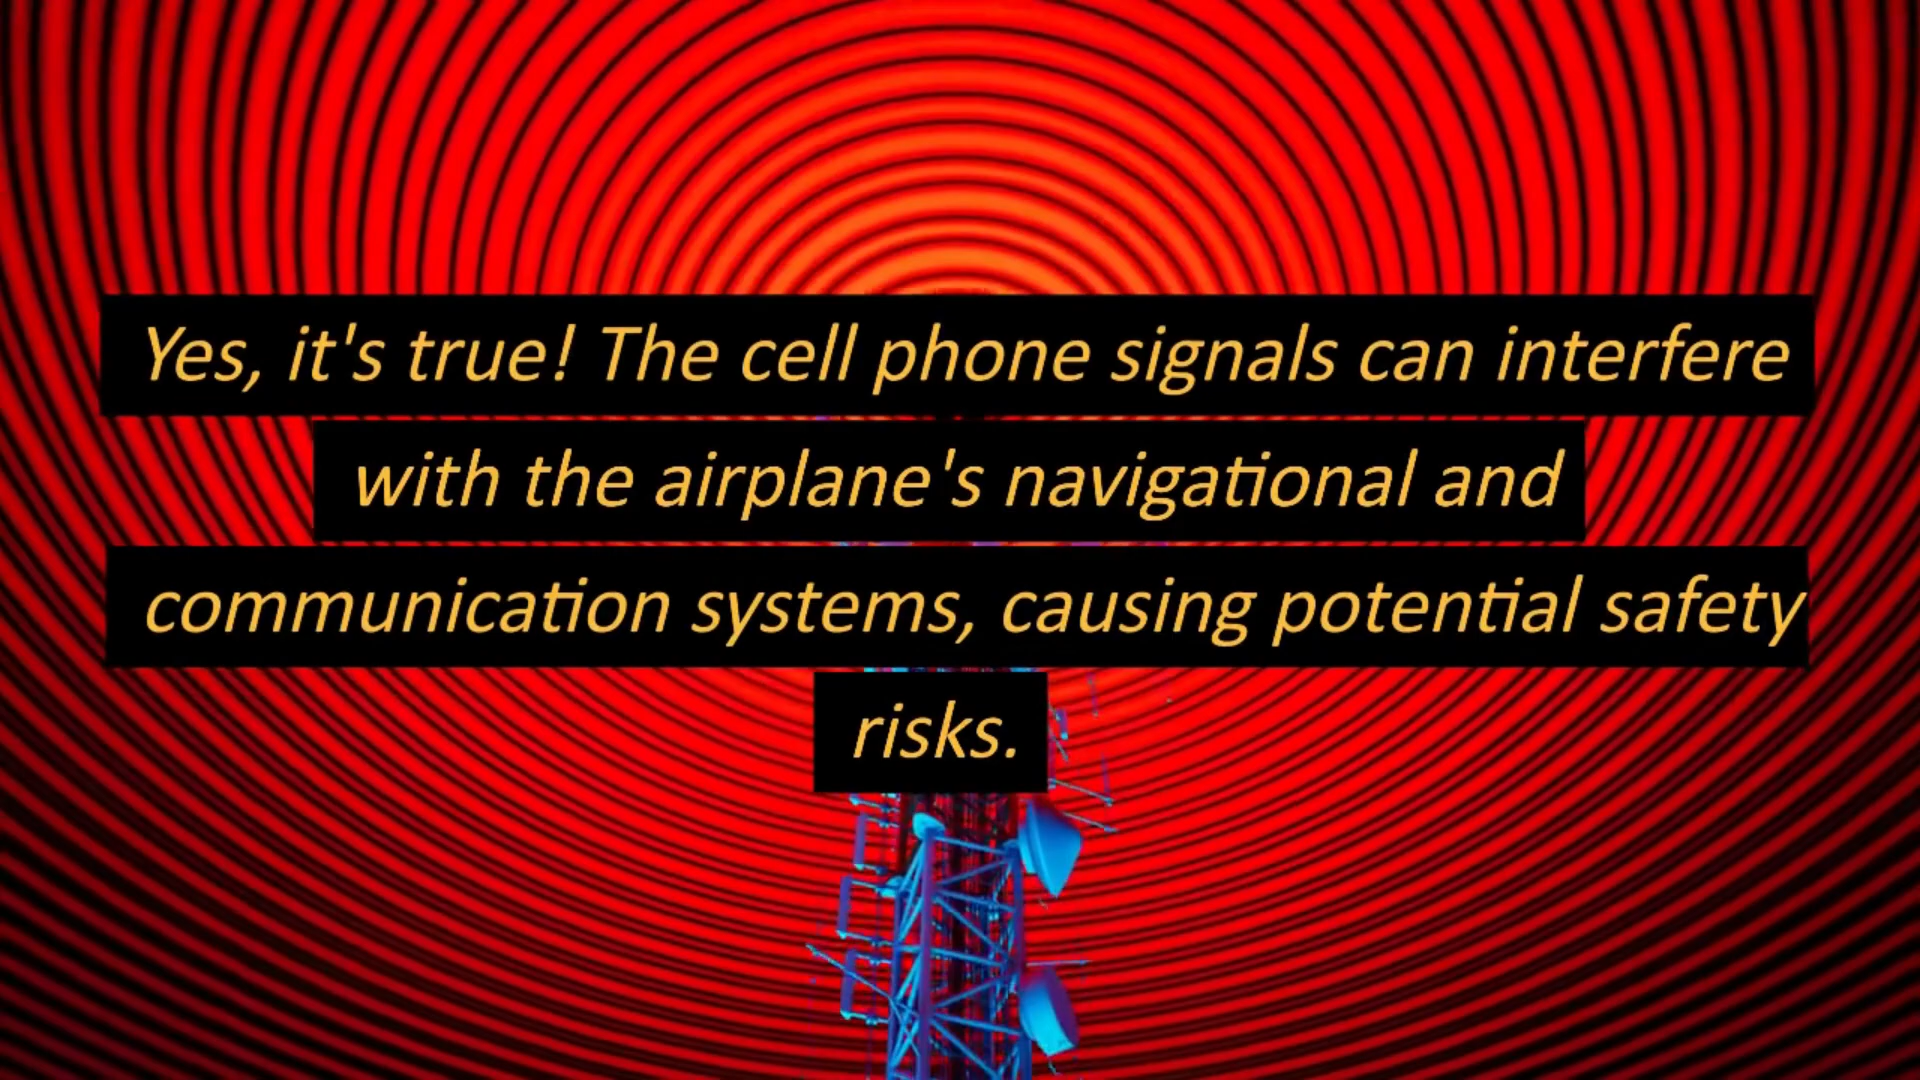 Yes, it's true! The cell phone signals can interfere
with the airplane's navigational and
communication systems, causing potential safety
risks.